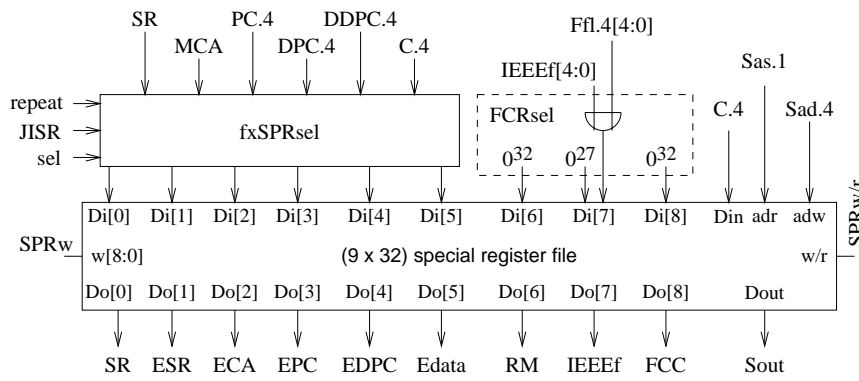 SR PC.4 DDPC.4 Ffl.4[4:0]
MCA DPC.4 C.4 IEEEf[4:0] Sas.1
repeat
JISR fxSPRsel FCRsel C.4 Sad.4
sel 0^32 0^27 0^32
Di[0] Di[1] Di[2] Di[3] Di[4] Di[5] Di[6] Di[7] Di[8] Din adr adw
SPRw w[8:0] (9 x 32) special register file w/r SPRw/r
Do[0] Do[1] Do[2] Do[3] Do[4] Do[5] Do[6] Do[7] Do[8] Dout
SR ESR ECA EPC EDPC Edata RM IEEEf FCC Sout